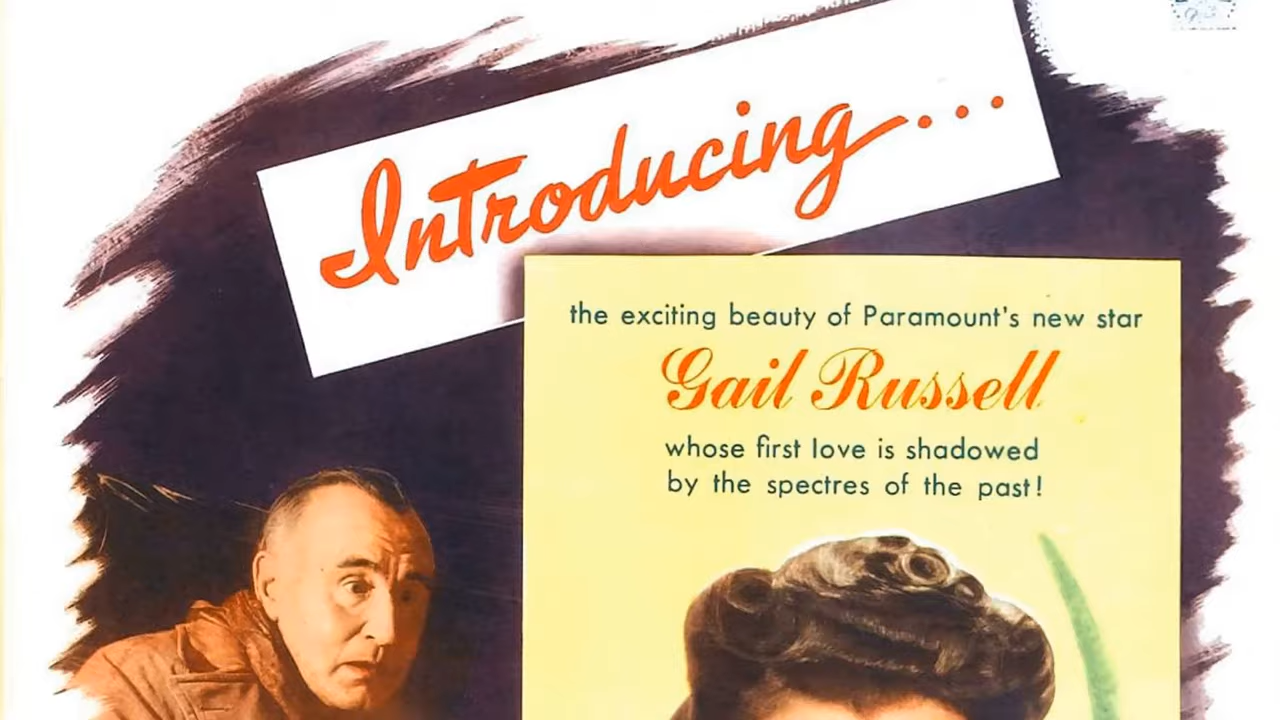 Introducing...
the exciting beauty of Paramount's new star
Gail Russell
whose first love is shadowed
by the spectres of the past!